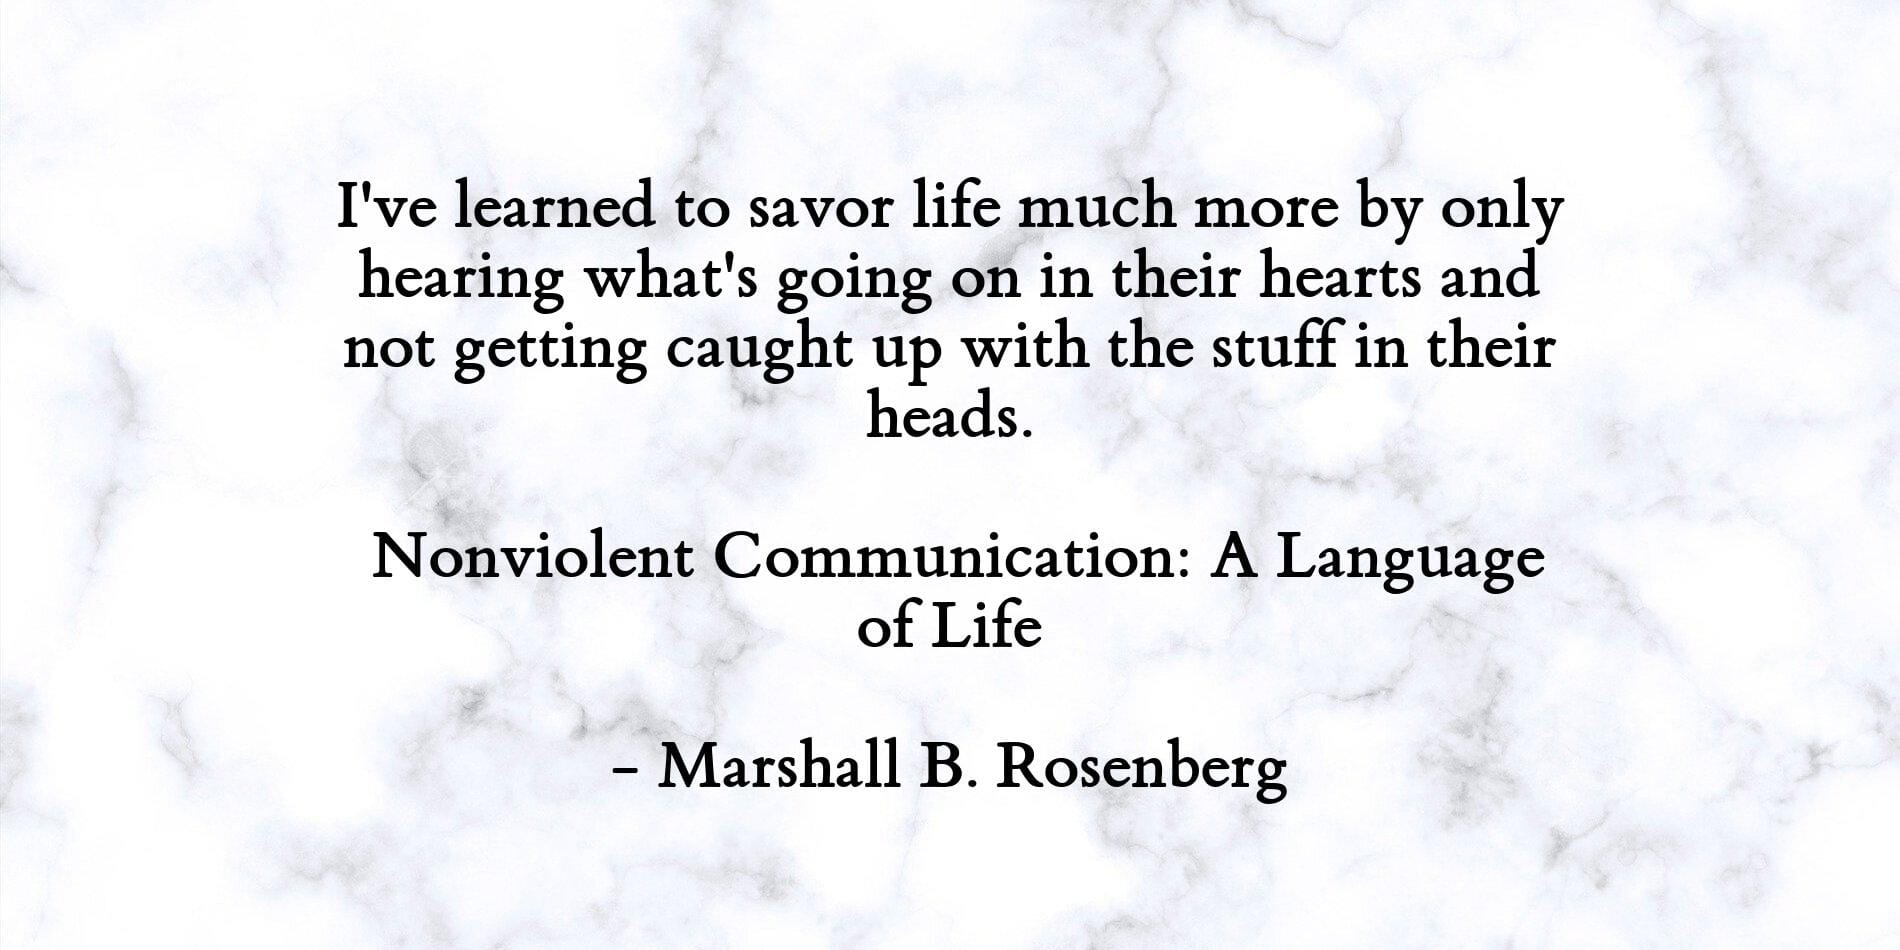 I've learned to savor life much more by only
hearing what's going on in their hearts and
not getting caught up with the stuff in their
heads.
Nonviolent Communication: A Language
of Life
- Marshall B. Rosenberg